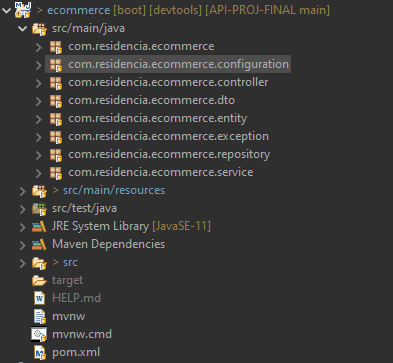 > ecommerce [boot] [devtools] [API-PROJ-FINAL main]
src/main/java
com.residencia.ecommerce
com.residencia.ecommerce.configuration
com.residencia.ecommerce.controller
com.residencia.ecommerce.dto
com.residencia.ecommerce.entity
com.residencia.ecommerce.exception
com.residencia.ecommerce.repository
com.residencia.ecommerce.service
> src/main/resources
src/test/java
JRE System Library [JavaSE-11]
Maven Dependencies
> src
target
HELP.md
mvnw
mvnw.cmd
pom.xml